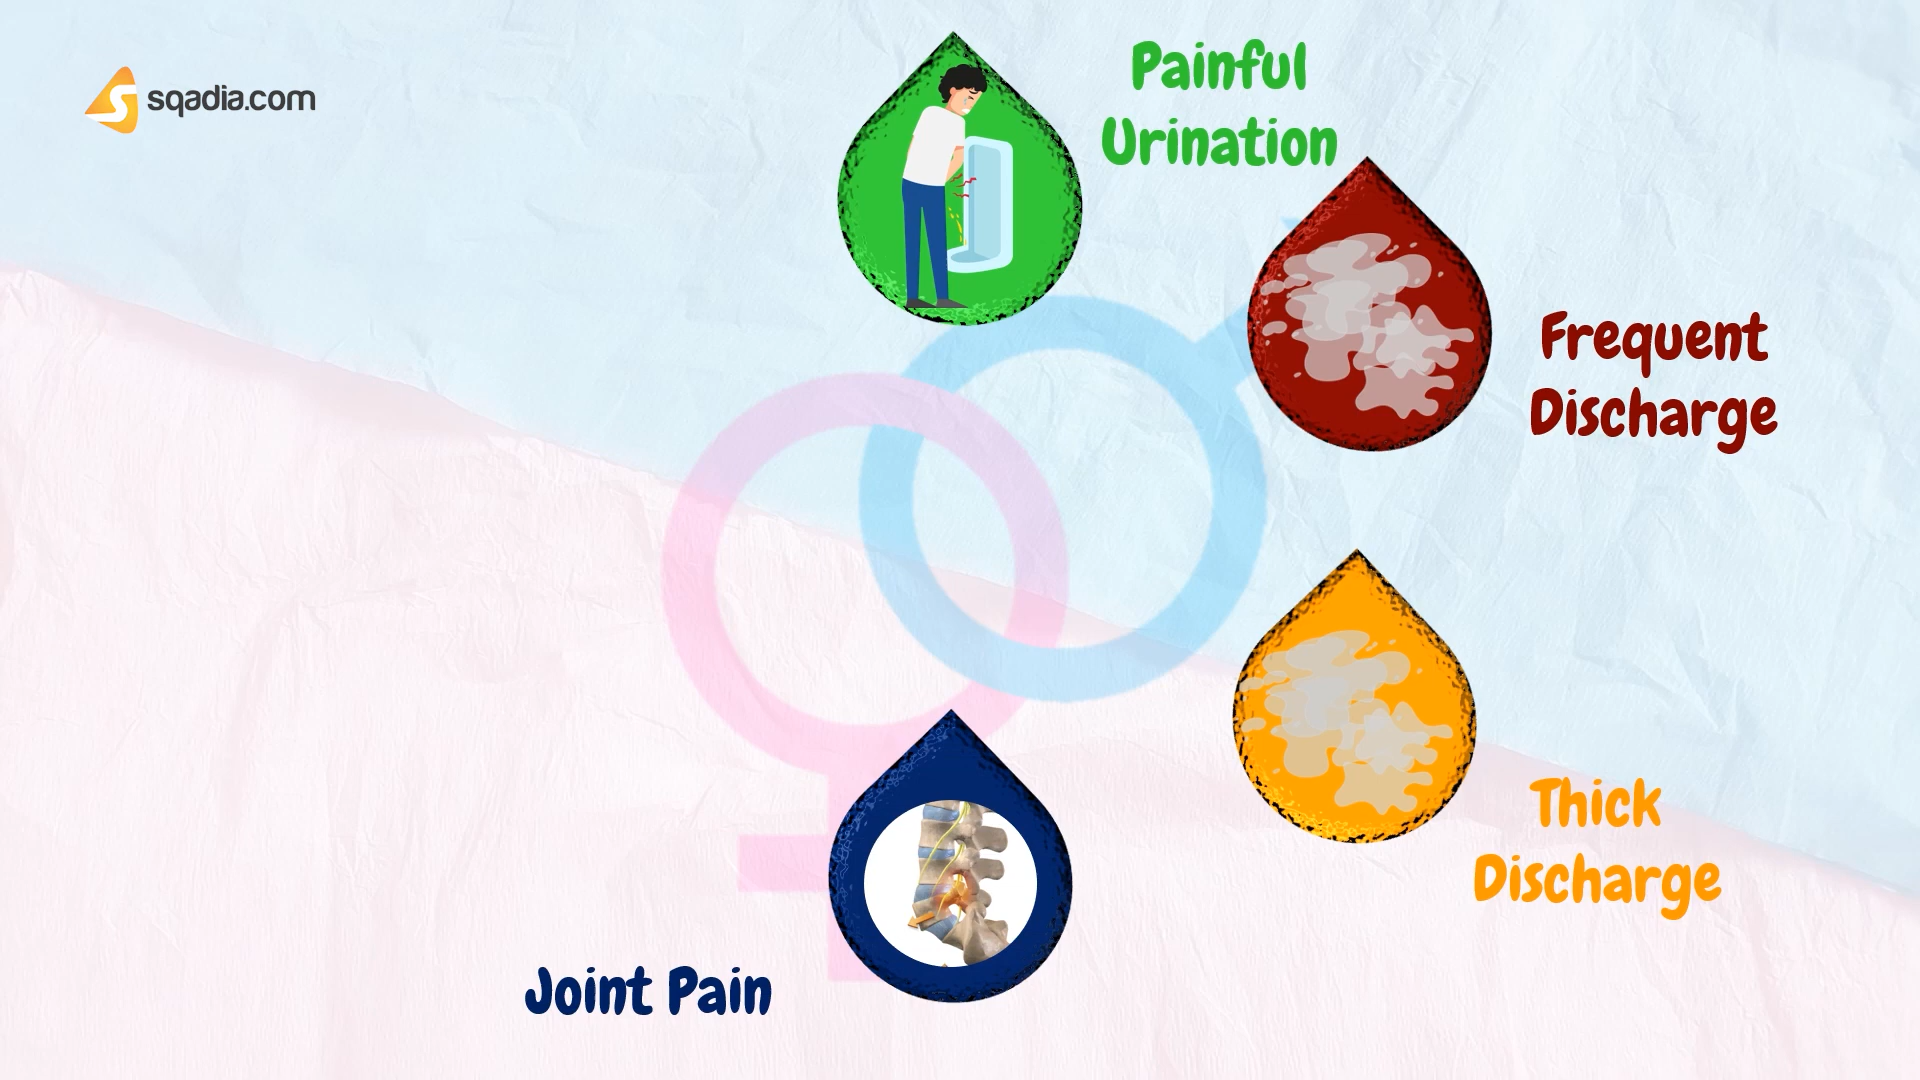 sqadia.com
Painful
Urination
Frequent
Discharge
Thick
Discharge
Joint Pain